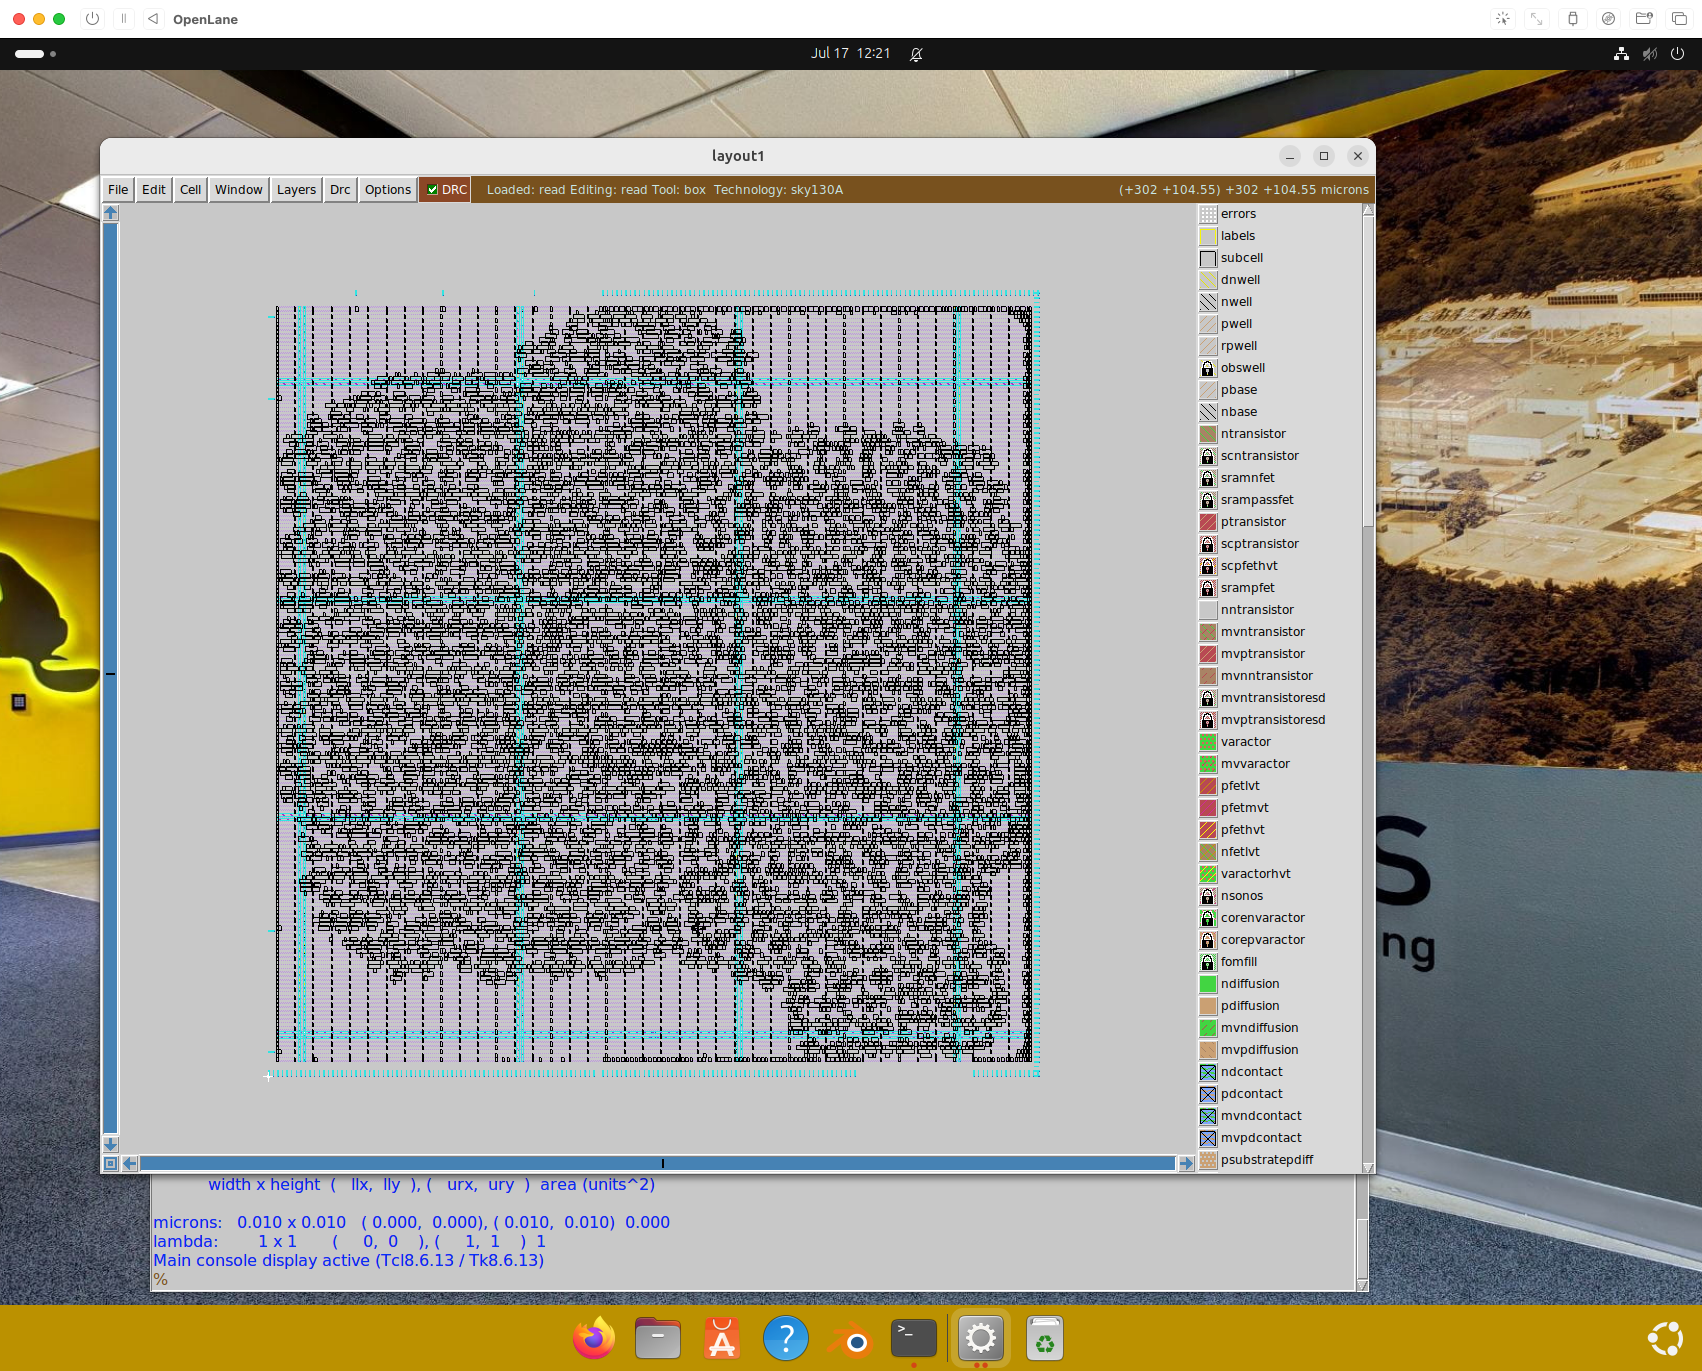 OpenLane
Jul 17 12:21
layout1
File Edit Cell Window Layers Drc Options DRC Loaded: read Editing: read Tool: box Technology: sky130A (+302 +104.55) +302 +104.55 microns
errors
labels
subcell
dnwell
nwell
pwell
rpwell
obswell
pbase
nbase
ntransistor
scntransistor
sramnfet
srampassfet
ptransistor
scptransistor
scpfethvt
srampfet
nntransistor
mvntransistor
mvptransistor
mvnntransistor
mvntransistoresd
mvptransistoresd
varactor
mvvaractor
pfetlvt
pfetmvt
pfethvt
nfetlvt
varactorhvt
nsonos
corenvaractor
corepvaractor
fomfill
ndiffusion
pdiffusion
mvndiffusion
mvpdiffusion
ndcontact
pdcontact
mvndcontact
mvpdcontact
psubstratepdiff
S
ng
width x height ( llx, lly ), ( urx, ury ) area (units^2)
microns: 0.010 x 0.010 ( 0.000, 0.000), ( 0.010, 0.010) 0.000
lambda: 1 x 1 ( 0, 0 ), ( 1, 1 ) 1
Main console display active (Tcl8.6.13 / Tk8.6.13)
%